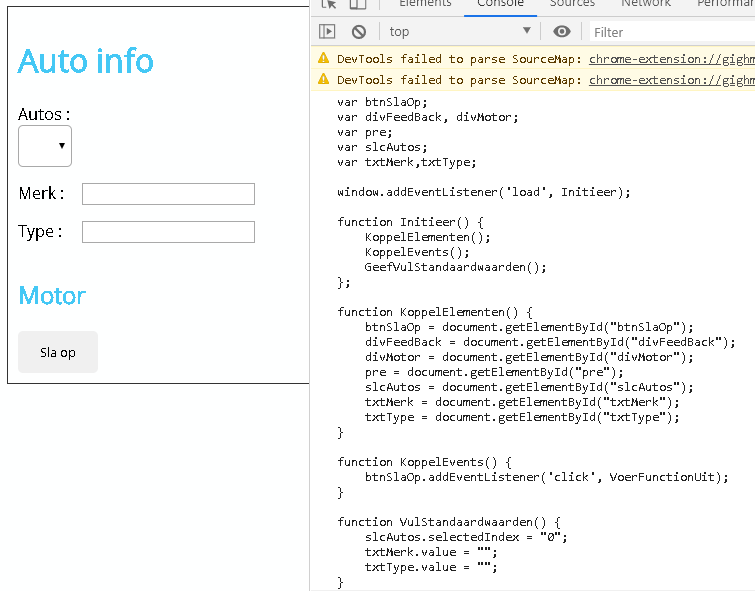 Elements Console Sources Network Performan
top Filter
Auto info
Autos :
Merk :
Type :
Motor
Sla op
DevTools failed to parse SourceMap: chrome-extension://gighm
DevTools failed to parse SourceMap: chrome-extension://gighm
var btnSlaOp;
var divFeedBack, divMotor;
var pre;
var slcAutos;
var txtMerk,txtType;
window.addEventListener('load', Initieer);
function Initieer() {
KoppelElementen();
KoppelEvents();
GeefVulStandaardwaarden();
};
function KoppelElementen() {
btnSlaOp = document.getElementById("btnSlaOp");
divFeedBack = document.getElementById("divFeedBack");
divMotor = document.getElementById("divMotor");
pre = document.getElementById("pre");
slcAutos = document.getElementById("slcAutos");
txtMerk = document.getElementById("txtMerk");
txtType = document.getElementById("txtType");
}
function KoppelEvents() {
btnSlaOp.addEventListener('click', VoerFunctionUit);
}
function VulStandaardwaarden() {
slcAutos.selectedIndex = "0";
txtMerk.value = "";
txtType.value = "";
}